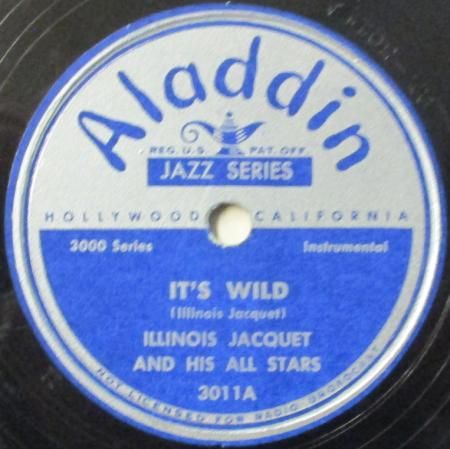 Aladdin
REG. U.S. PAT. OFF.
JAZZ SERIES
HOLLYWOOD CALIFORNIA
3000 Series Instrumental
IT'S WILD
(Illinois Jacquet)
ILLINOIS JACQUET
AND HIS ALL STARS
3011A
NOT LICENSED FOR RADIO BROADCAST